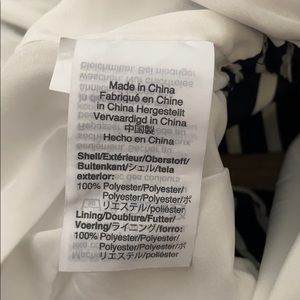 Made in China
Fabriqué en Chine
in China Hergestellt
Vervaardigd in China
中国製
Hecho en China
Shell/Extérieur/Oberstoff/
Buitenkant/シェル/tela
exterior:
100% Polyester/Polyester/
Polyester/Polyester/ポ
リエステル/poliéster
Lining/Doublure/Futter/
Voering/ライニング/forro:
100% Polyester/Polyester/
Polyester/Polyester/ポ
リエステル/poliéster